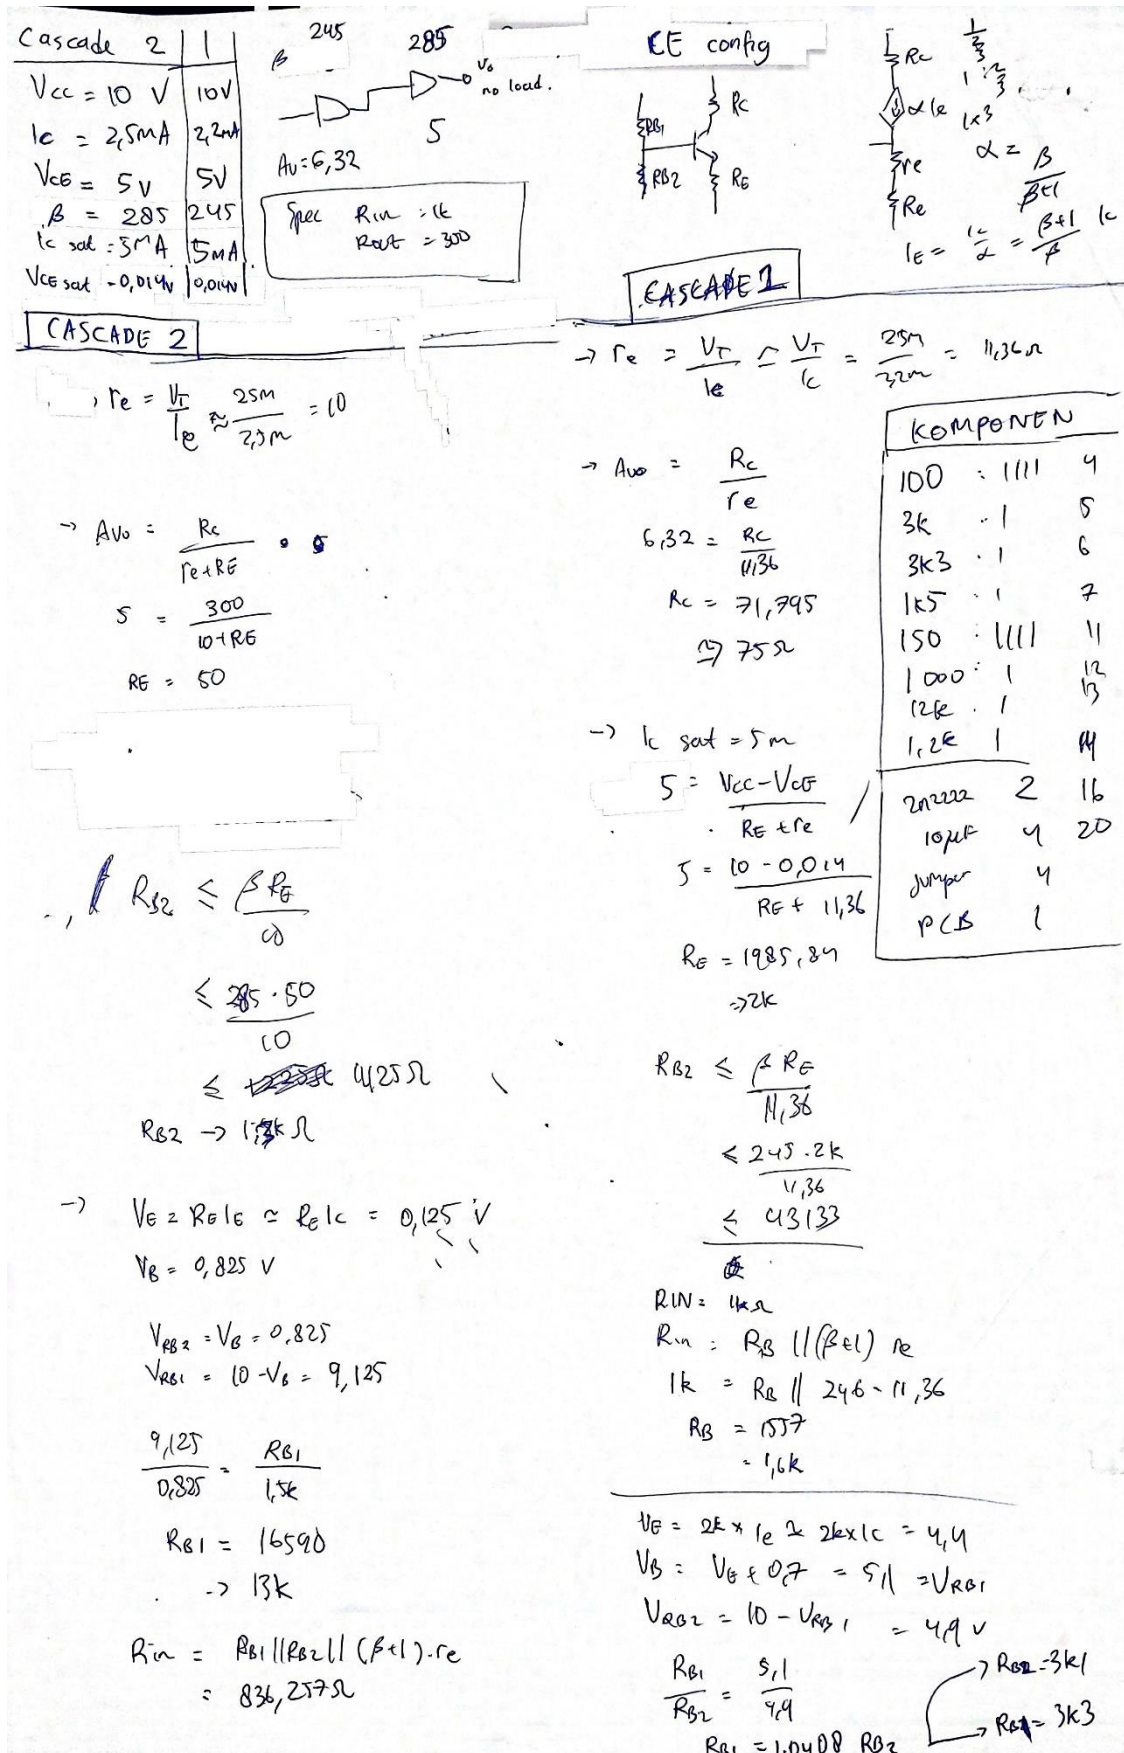 Cascade 2 | 1
Vcc = 10 V | 10V
Ic = 2,5mA | 2,2mA
VCE = 5V | 5V
β = 285 | 245
Ic sat = 3mA | 5mA
VCE sat = 0,014V | 0,014V
β 245 285
Vo
no load.
5
Av = 6,32
Spec Rin = 1k
Rout = 300
CE config
RC
RB1
RB2
RE
Rc
αIe
re
Re
α = β / β+1
IE = Ic / α = β+1 / β Ic
CASCADE 2
re = VT / Ie ≈ 25m / 2,5m = 10
→ Avo = Rc / re+RE
5 = 300 / 10+RE
RE = 50
RB2 ≤ β RE / 10
≤ 285 . 50 / 10
≤ 1425 Ω
RB2 → 1,5k Ω
→ VE = RE IE ≃ RE Ic = 0,125 V
VB = 0,825 V
VRB2 = VB = 0,825
VRB1 = 10 - VB = 9,125
9,125 / 0,825 = RB1 / 1,5k
RB1 = 16590
→ 13k
Rin = RB1 || RB2 || (β+1).re
= 836,257 Ω
CASCADE 1
→ re = VT / Ie ≃ VT / Ic = 25m / 2,2m = 11,36 Ω
→ Avo = Rc / re
6,32 = Rc / 11,36
Rc = 71,795
≅ 75 Ω
→ Ic sat = 5m
5 = Vcc - VCE / RE + re
5 = 10 - 0,014 / RE + 11,36
RE = 1985,84
⇒ 2k
RB2 ≤ β RE / 11,36
≤ 245 . 2k / 11,36
≤ 43133
RIN = 1kΩ
Rin = RB || (β+1) re
1k = RB || 246 . 11,36
RB = 1557
= 1,6k
VE = 2k × Ie ≃ 2k × Ic = 4,4
VB = VE + 0,7 = 5,1 = VRB1
VRB2 = 10 - VRB1 = 4,9 V
RB1 / RB2 = 5,1 / 4,9
RB1 = 1,0408 RB2
→ RB2 = 3k1
→ RB1 = 3k3
KOMPONEN
100 : |||| 4
3k : | 5
3k3 : | 6
1k5 : | 7
150 : |||| 11
1000 : | 12
12k . | 13
1,2k | 14
2n2222 2 16
10μF 4 20
jumper 4
PCB 1